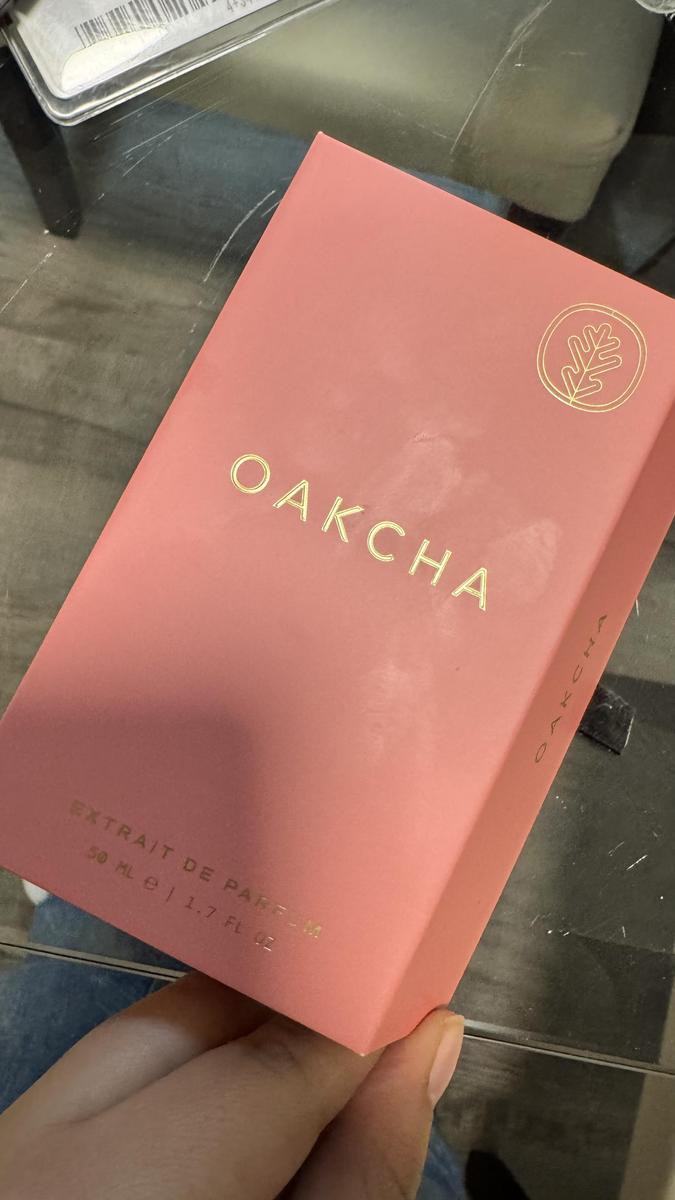 OAKCHA
OAKCHA
EXTRAIT DE PARFUM
50 ML ℮ | 1.7 FL OZ